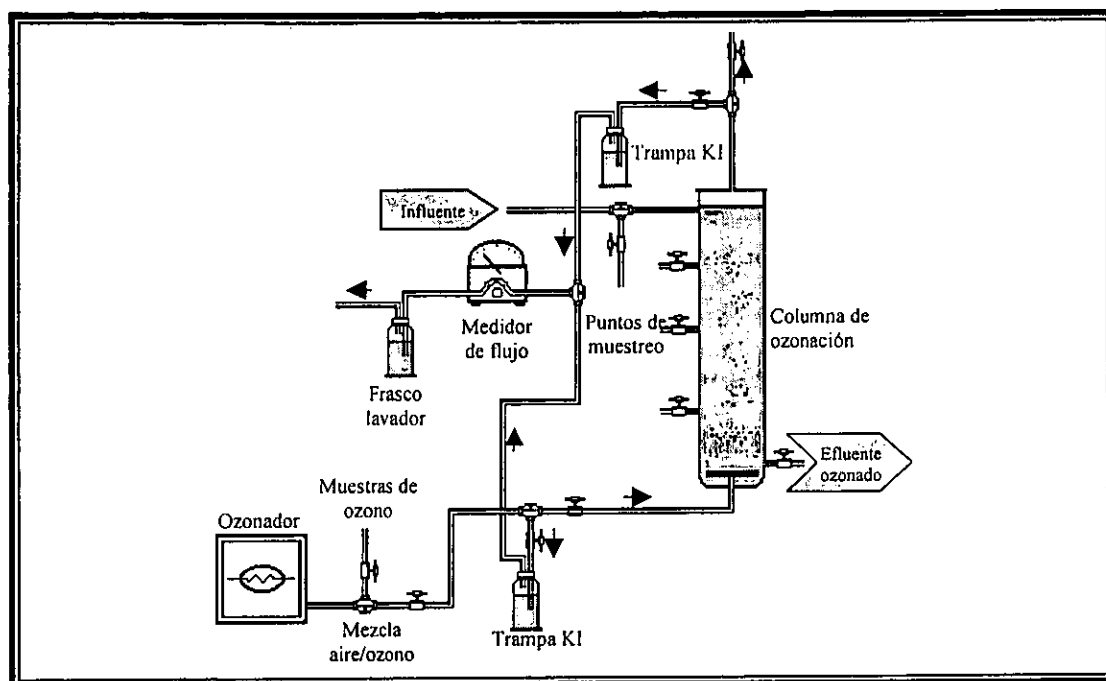 Trampa KI
Influente
Medidor
de flujo
Puntos de
muestreo
Columna de
ozonación
Frasco
lavador
Efluente
ozonado
Muestras de
ozono
Ozonador
Mezcla
aire/ozono
Trampa KI